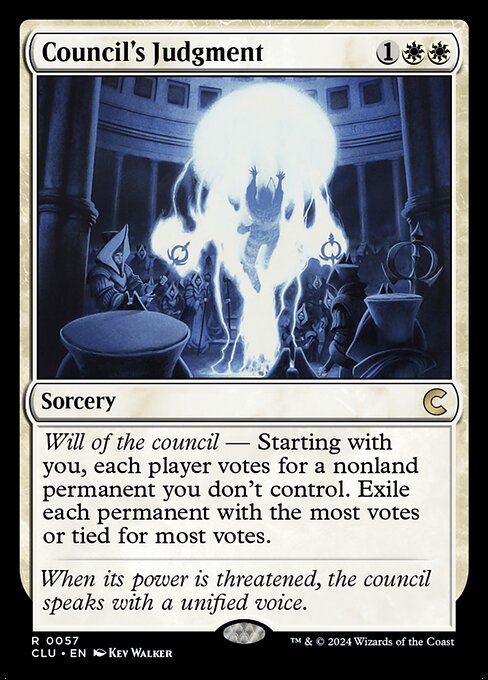 Council's Judgment 1
Sorcery
Will of the council — Starting with
you, each player votes for a nonland
permanent you don't control. Exile
each permanent with the most votes
or tied for most votes.
When its power is threatened, the council
speaks with a unified voice.
R 0057 ™ & © 2024 Wizards of the Coast
CLU • EN Kev Walker